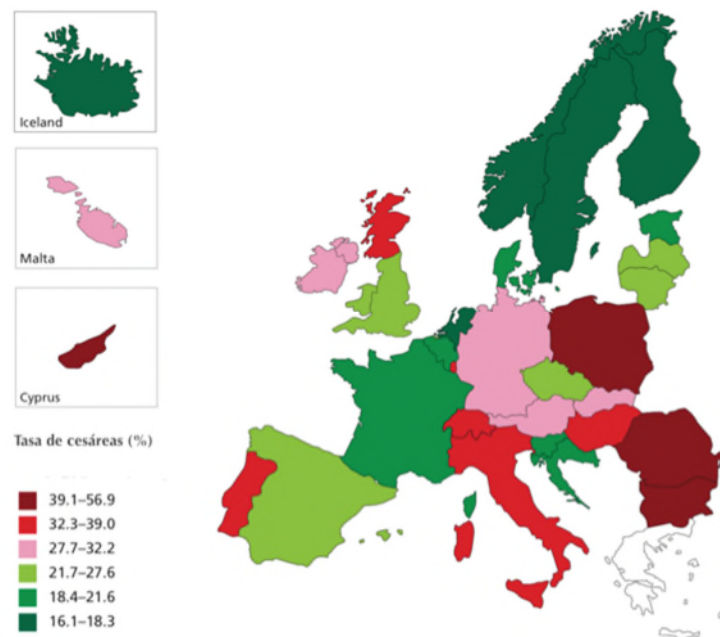 Iceland
Malta
Cyprus
Tasa de cesáreas (%)
39.1–56.9
32.3–39.0
27.7–32.2
21.7–27.6
18.4–21.6
16.1–18.3